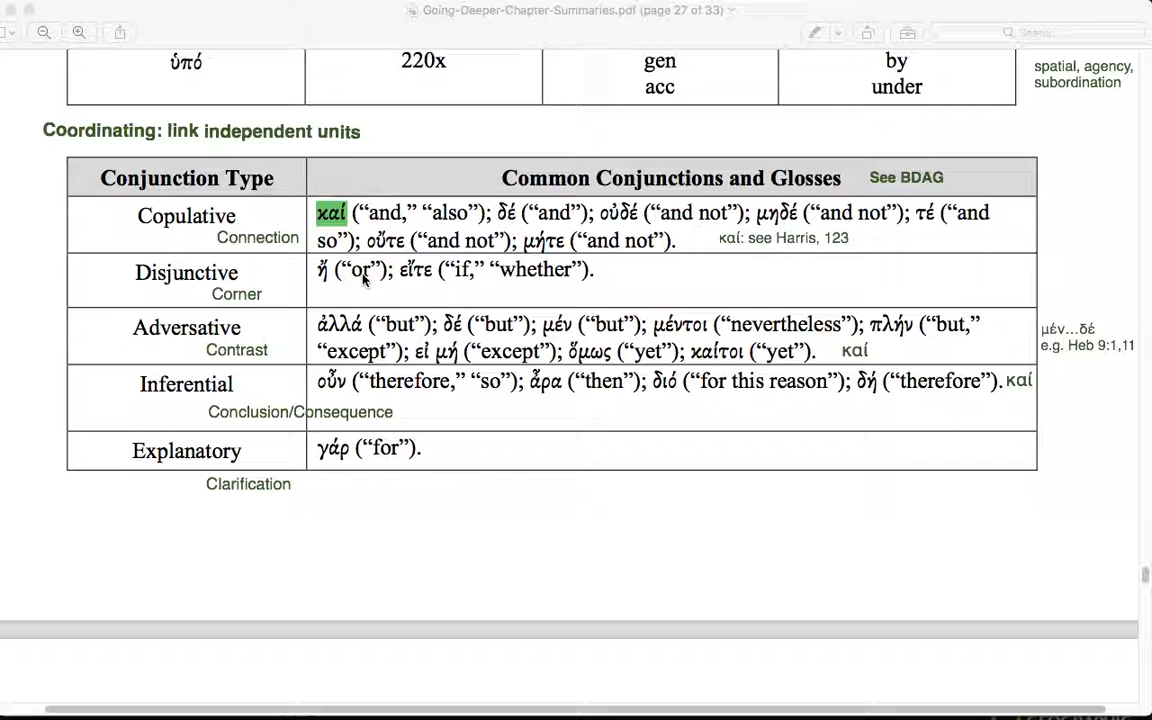 Going-Deeper-Chapter-Summaries.pdf (page 27 of 33)
Search
ὑπό 220x gen by
acc under
spatial, agency,
subordination
Coordinating: link independent units
Conjunction Type Common Conjunctions and Glosses See BDAG
Copulative καί (“and,” “also”); δέ (“and”); οὐδέ (“and not”); μηδέ (“and not”); τέ (“and
Connection so”); οὔτε (“and not”); μήτε (“and not”). καί: see Harris, 123
Disjunctive ἤ (“or”); εἴτε (“if,” “whether”).
Corner
Adversative ἀλλά (“but”); δέ (“but”); μέν (“but”); μέντοι (“nevertheless”); πλήν (“but,”
Contrast “except”); εἰ μή (“except”); ὅμως (“yet”); καίτοι (“yet”). καί
μέν...δέ
e.g. Heb 9:1,11
Inferential οὖν (“therefore,” “so”); ἆρα (“then”); διό (“for this reason”); δή (“therefore”). καί
Conclusion/Consequence
Explanatory γάρ (“for”).
Clarification